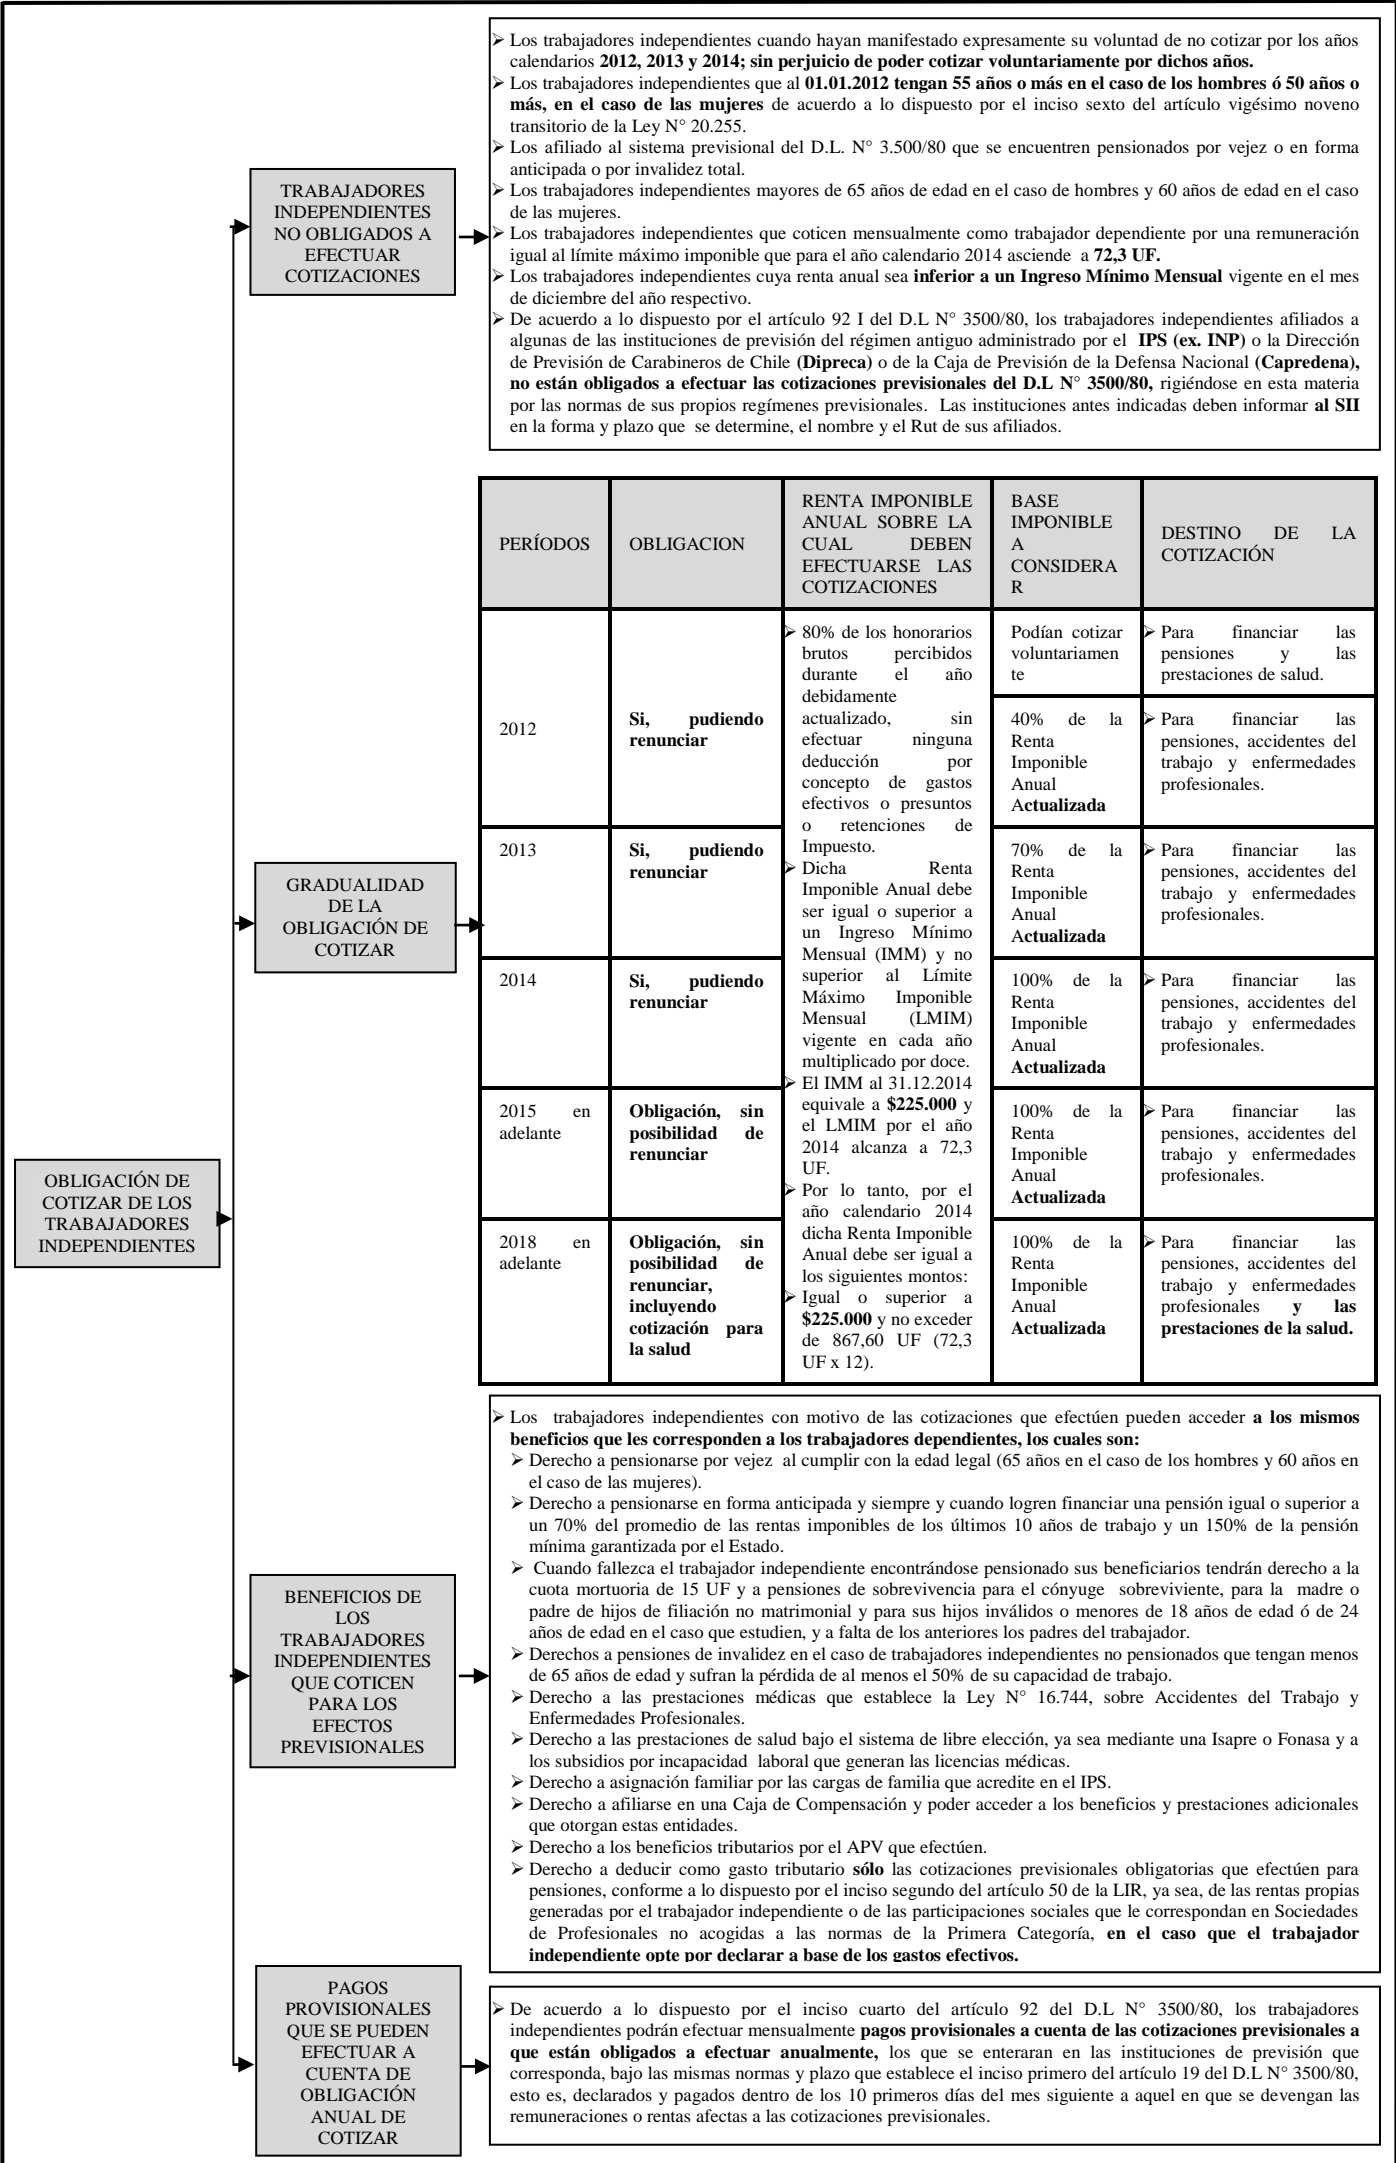 ➢ Los trabajadores independientes cuando hayan manifestado expresamente su voluntad de no cotizar por los años
calendarios 2012, 2013 y 2014; sin perjuicio de poder cotizar voluntariamente por dichos años.
➢ Los trabajadores independientes que al 01.01.2012 tengan 55 años o más en el caso de los hombres ó 50 años o
más, en el caso de las mujeres de acuerdo a lo dispuesto por el inciso sexto del artículo vigésimo noveno
transitorio de la Ley N° 20.255.
➢ Los afiliado al sistema previsional del D.L. N° 3.500/80 que se encuentren pensionados por vejez o en forma
anticipada o por invalidez total.
➢ Los trabajadores independientes mayores de 65 años de edad en el caso de hombres y 60 años de edad en el caso
de las mujeres.
➢ Los trabajadores independientes que coticen mensualmente como trabajador dependiente por una remuneración
igual al límite máximo imponible que para el año calendario 2014 asciende a 72,3 UF.
➢ Los trabajadores independientes cuya renta anual sea inferior a un Ingreso Mínimo Mensual vigente en el mes
de diciembre del año respectivo.
➢ De acuerdo a lo dispuesto por el artículo 92 I del D.L N° 3500/80, los trabajadores independientes afiliados a
algunas de las instituciones de previsión del régimen antiguo administrado por el IPS (ex. INP) o la Dirección
de Previsión de Carabineros de Chile (Dipreca) o de la Caja de Previsión de la Defensa Nacional (Capredena),
no están obligados a efectuar las cotizaciones previsionales del D.L N° 3500/80, rigiéndose en esta materia
por las normas de sus propios regímenes previsionales. Las instituciones antes indicadas deben informar al SII
en la forma y plazo que se determine, el nombre y el Rut de sus afiliados.
TRABAJADORES
INDEPENDIENTES
NO OBLIGADOS A
EFECTUAR
COTIZACIONES
PERÍODOS
OBLIGACION
RENTA IMPONIBLE
ANUAL SOBRE LA
CUAL DEBEN
EFECTUARSE LAS
COTIZACIONES
BASE
IMPONIBLE
A
CONSIDERA
R
DESTINO DE LA
COTIZACIÓN
2012
Si, pudiendo
renunciar
➢ 80% de los honorarios
brutos percibidos
durante el año
debidamente
actualizado, sin
efectuar ninguna
deducción por
concepto de gastos
efectivos o presuntos
o retenciones de
Impuesto.
➢ Dicha Renta
Imponible Anual debe
ser igual o superior a
un Ingreso Mínimo
Mensual (IMM) y no
superior al Límite
Máximo Imponible
Mensual (LMIM)
vigente en cada año
multiplicado por doce.
➢ El IMM al 31.12.2014
equivale a $225.000 y
el LMIM por el año
2014 alcanza a 72,3
UF.
➢ Por lo tanto, por el
año calendario 2014
dicha Renta Imponible
Anual debe ser igual a
los siguientes montos:
➢ Igual o superior a
$225.000 y no exceder
de 867,60 UF (72,3
UF x 12).
Podían cotizar
voluntariamen
te
➢ Para financiar las
pensiones y las
prestaciones de salud.
40% de la
Renta
Imponible
Anual
Actualizada
➢ Para financiar las
pensiones, accidentes del
trabajo y enfermedades
profesionales.
2013
Si, pudiendo
renunciar
70% de la
Renta
Imponible
Anual
Actualizada
➢ Para financiar las
pensiones, accidentes del
trabajo y enfermedades
profesionales.
2014
Si, pudiendo
renunciar
100% de la
Renta
Imponible
Anual
Actualizada
➢ Para financiar las
pensiones, accidentes del
trabajo y enfermedades
profesionales.
2015 en
adelante
Obligación, sin
posibilidad de
renunciar
100% de la
Renta
Imponible
Anual
Actualizada
➢ Para financiar las
pensiones, accidentes del
trabajo y enfermedades
profesionales.
2018 en
adelante
Obligación, sin
posibilidad de
renunciar,
incluyendo
cotización para
la salud
100% de la
Renta
Imponible
Anual
Actualizada
➢ Para financiar las
pensiones, accidentes del
trabajo y enfermedades
profesionales y las
prestaciones de la salud.
GRADUALIDAD
DE LA
OBLIGACIÓN DE
COTIZAR
OBLIGACIÓN DE
COTIZAR DE LOS
TRABAJADORES
INDEPENDIENTES
➢ Los trabajadores independientes con motivo de las cotizaciones que efectúen pueden acceder a los mismos
beneficios que les corresponden a los trabajadores dependientes, los cuales son:
➢ Derecho a pensionarse por vejez al cumplir con la edad legal (65 años en el caso de los hombres y 60 años en
el caso de las mujeres).
➢ Derecho a pensionarse en forma anticipada y siempre y cuando logren financiar una pensión igual o superior a
un 70% del promedio de las rentas imponibles de los últimos 10 años de trabajo y un 150% de la pensión
mínima garantizada por el Estado.
➢ Cuando fallezca el trabajador independiente encontrándose pensionado sus beneficiarios tendrán derecho a la
cuota mortuoria de 15 UF y a pensiones de sobrevivencia para el cónyuge sobreviviente, para la madre o
padre de hijos de filiación no matrimonial y para sus hijos inválidos o menores de 18 años de edad ó de 24
años de edad en el caso que estudien, y a falta de los anteriores los padres del trabajador.
➢ Derechos a pensiones de invalidez en el caso de trabajadores independientes no pensionados que tengan menos
de 65 años de edad y sufran la pérdida de al menos el 50% de su capacidad de trabajo.
➢ Derecho a las prestaciones médicas que establece la Ley N° 16.744, sobre Accidentes del Trabajo y
Enfermedades Profesionales.
➢ Derecho a las prestaciones de salud bajo el sistema de libre elección, ya sea mediante una Isapre o Fonasa y a
los subsidios por incapacidad laboral que generan las licencias médicas.
➢ Derecho a asignación familiar por las cargas de familia que acredite en el IPS.
➢ Derecho a afiliarse en una Caja de Compensación y poder acceder a los beneficios y prestaciones adicionales
que otorgan estas entidades.
➢ Derecho a los beneficios tributarios por el APV que efectúen.
➢ Derecho a deducir como gasto tributario sólo las cotizaciones previsionales obligatorias que efectúen para
pensiones, conforme a lo dispuesto por el inciso segundo del artículo 50 de la LIR, ya sea, de las rentas propias
generadas por el trabajador independiente o de las participaciones sociales que le correspondan en Sociedades
de Profesionales no acogidas a las normas de la Primera Categoría, en el caso que el trabajador
independiente opte por declarar a base de los gastos efectivos.
BENEFICIOS DE
LOS
TRABAJADORES
INDEPENDIENTES
QUE COTICEN
PARA LOS
EFECTOS
PREVISIONALES
PAGOS
PROVISIONALES
QUE SE PUEDEN
EFECTUAR A
CUENTA DE
OBLIGACIÓN
ANUAL DE
COTIZAR
➢ De acuerdo a lo dispuesto por el inciso cuarto del artículo 92 del D.L N° 3500/80, los trabajadores
independientes podrán efectuar mensualmente pagos provisionales a cuenta de las cotizaciones previsionales a
que están obligados a efectuar anualmente, los que se enteraran en las instituciones de previsión que
corresponda, bajo las mismas normas y plazo que establece el inciso primero del artículo 19 del D.L N° 3500/80,
esto es, declarados y pagados dentro de los 10 primeros días del mes siguiente a aquel en que se devengan las
remuneraciones o rentas afectas a las cotizaciones previsionales.